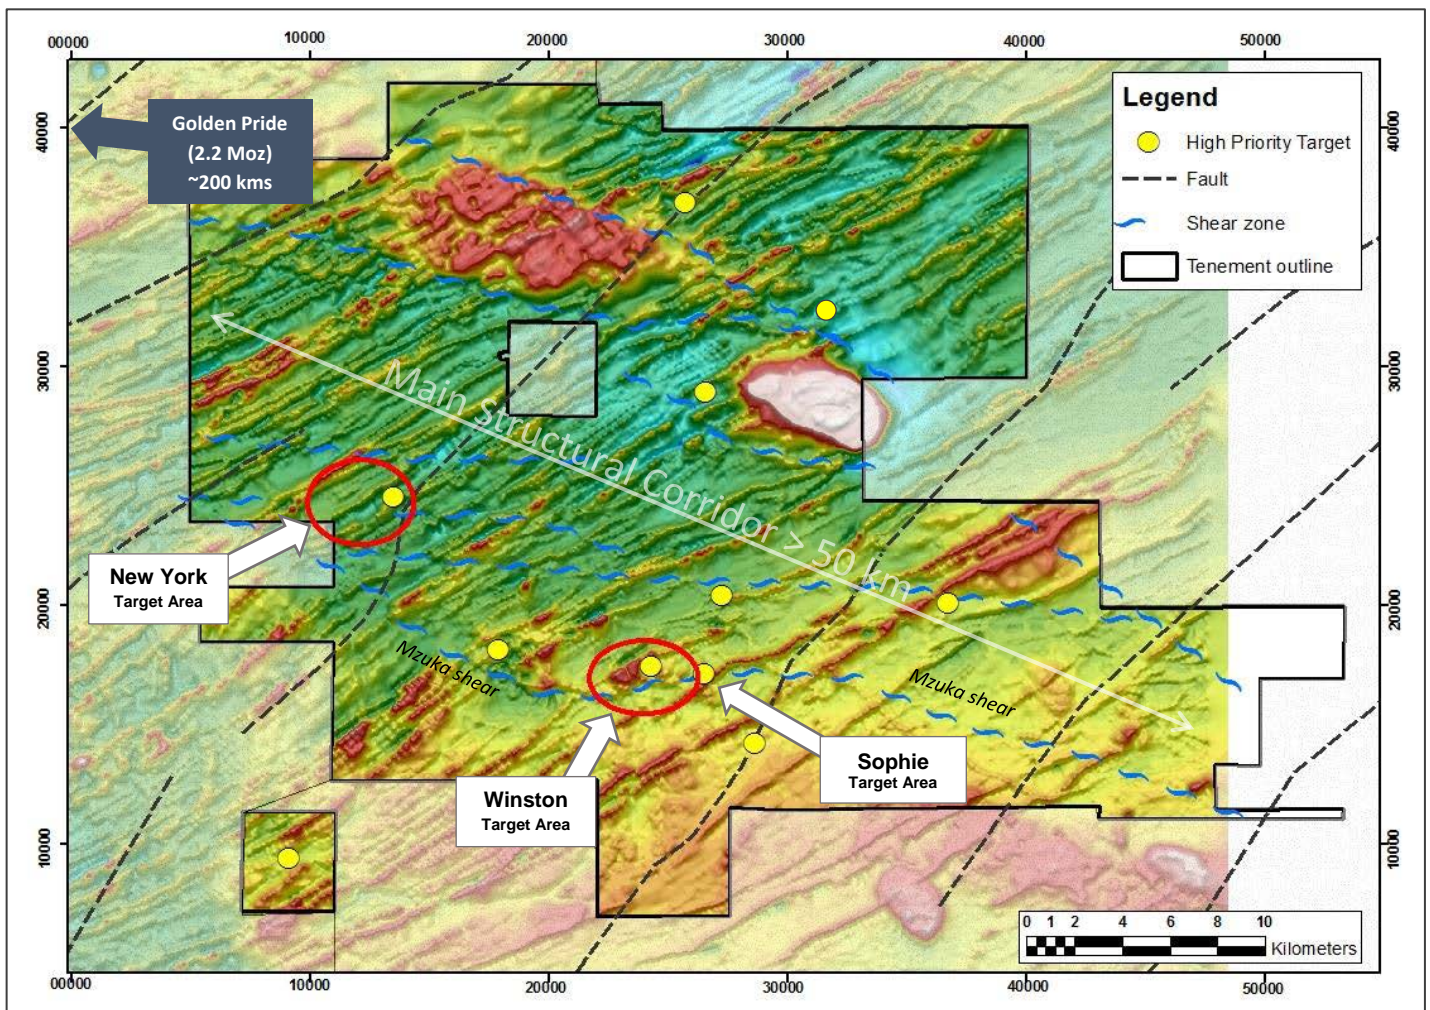 00000
10000
20000
30000
40000
50000
Legend
High Priority Target
Fault
Shear zone
Tenement outline
Golden Pride
(2.2 Moz)
~200 kms
40000
40000
30000
30000
Main Structural Corridor > 50 km
New York
Target Area
20000
20000
Mzuka shear
Mzuka shear
Sophie
Target Area
Winston
Target Area
10000
10000
0 1 2 4 6 8 10
Kilometers
00000
10000
20000
30000
40000
50000